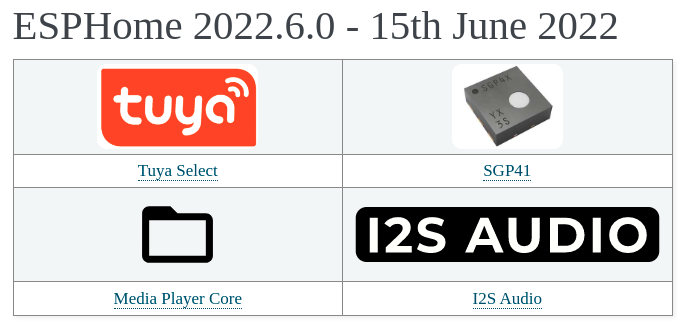 ESPHome 2022.6.0 - 15th June 2022
tuya
SGP4X
YX
3S
Tuya Select
SGP41
I2S AUDIO
Media Player Core
I2S Audio